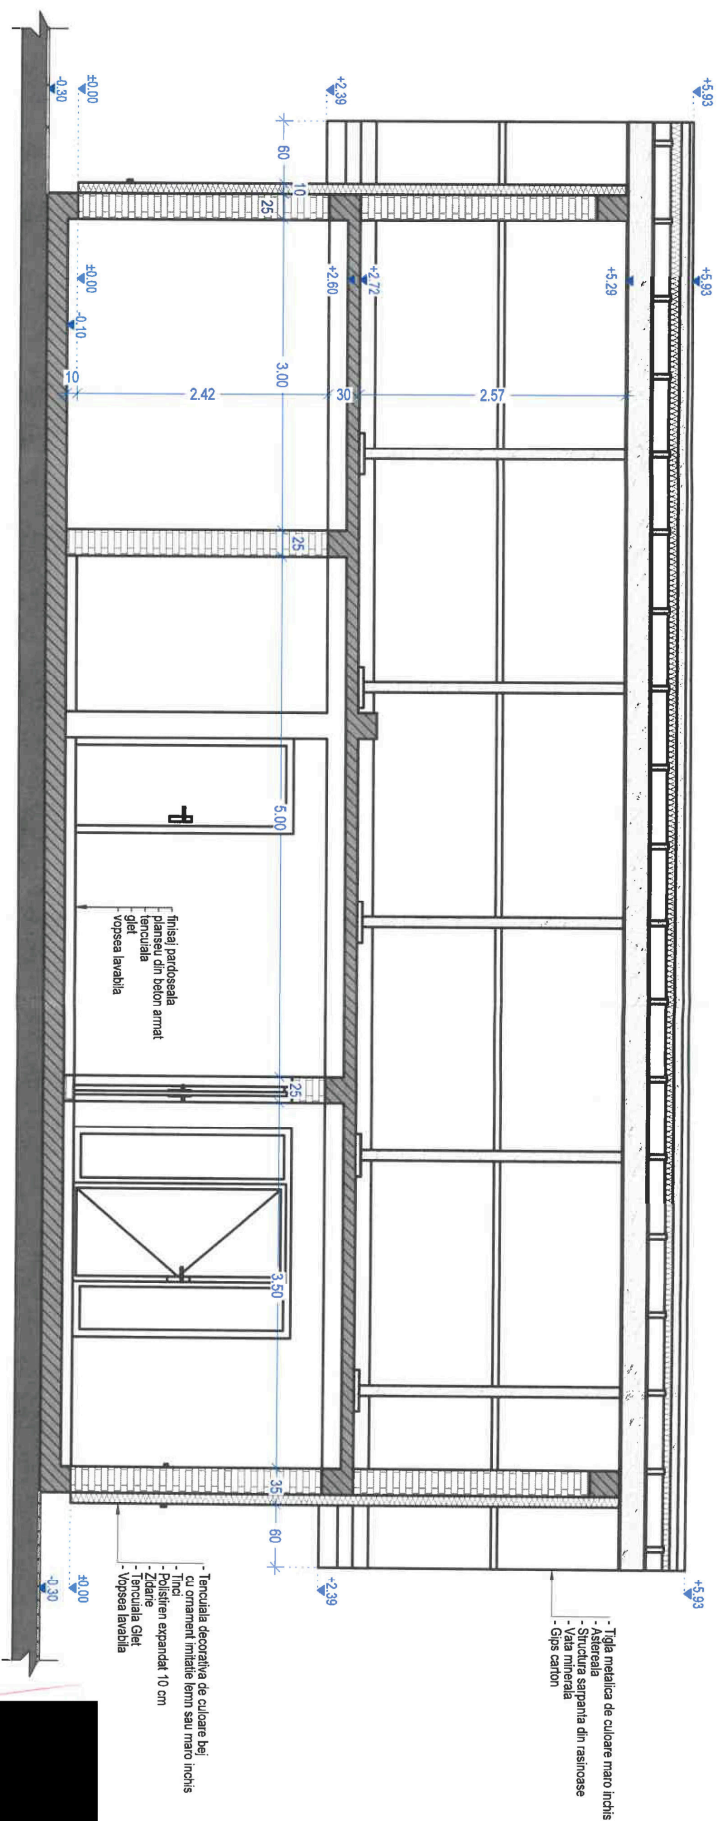 +5.93
+2.39
±0.00
-0.30
60
10
25
+5.93
+5.29
+2.72
+2.60
±0.00
-0.10
3.00
2.57
30
2.42
10
25
5.00
finisaj pardoseala
planseu din beton armat
tencuiala
glet
vopsea lavabila
25
3.50
35
60
+5.93
+2.39
±0.00
-0.30
- Tigla metalica de culoare maro inchis
- Astereala
- Structura sarpanta din rasinoase
- Vata minerala
- Gips carton
- Tencuiala decorativa de culoare bej
cu ornament imitatie lemn sau maro inchis
- Tinci
- Polistiren expandat 10 cm
- Zidarie
- Tencuiala Glet
- Vopsea lavabila